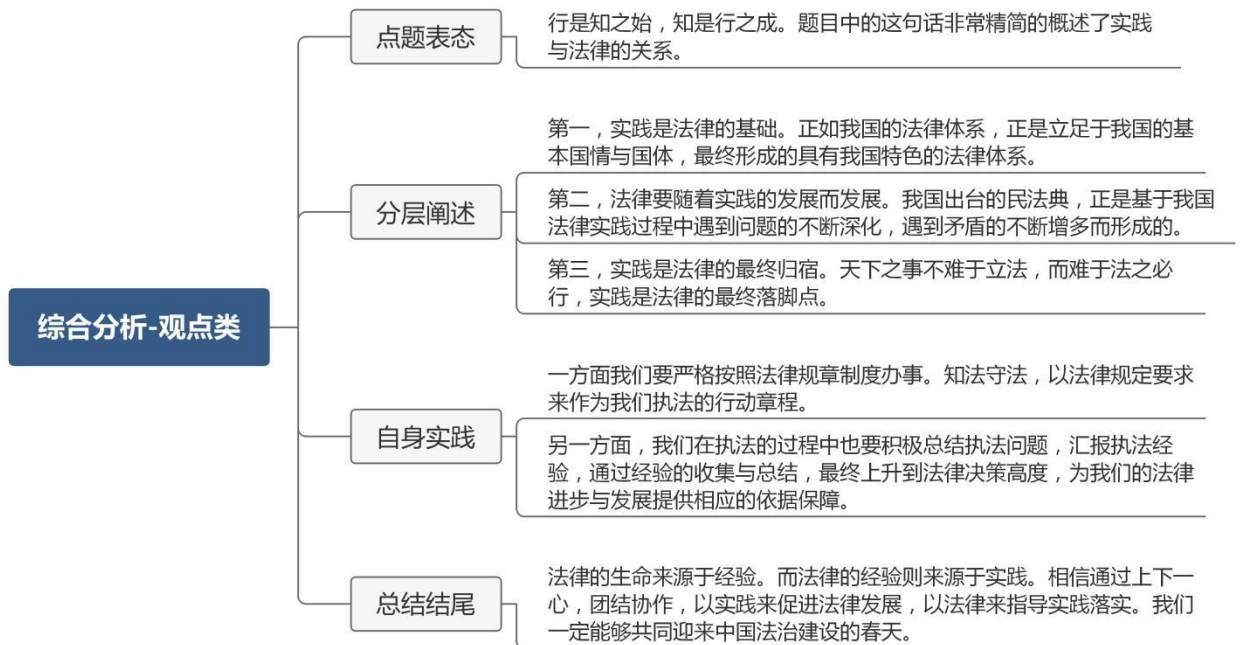 综合分析-观点类
点题表态
行是知之始，知是行之成。题目中的这句话非常精简的概述了实践
与法律的关系。
分层阐述
第一，实践是法律的基础。正如我国的法律体系，正是立足于我国的基
本国情与国体，最终形成的具有我国特色的法律体系。
第二，法律要随着实践的发展而发展。我国出台的民法典，正是基于我国
法律实践过程中遇到问题的不断深化，遇到矛盾的不断增多而形成的。
第三，实践是法律的最终归宿。天下之事不难于立法，而难于法之必
行，实践是法律的最终落脚点。
自身实践
一方面我们要严格按照法律规章制度办事。知法守法，以法律规定要求
来作为我们执法的行动章程。
另一方面，我们在执法的过程中也要积极总结执法问题，汇报执法经
验，通过经验的收集与总结，最终上升到法律决策高度，为我们的法律
进步与发展提供相应的依据保障。
总结结尾
法律的生命来源于经验。而法律的经验则来源于实践。相信通过上下一
心，团结协作，以实践来促进法律发展，以法律来指导实践落实。我们
一定能够共同迎来中国法治建设的春天。